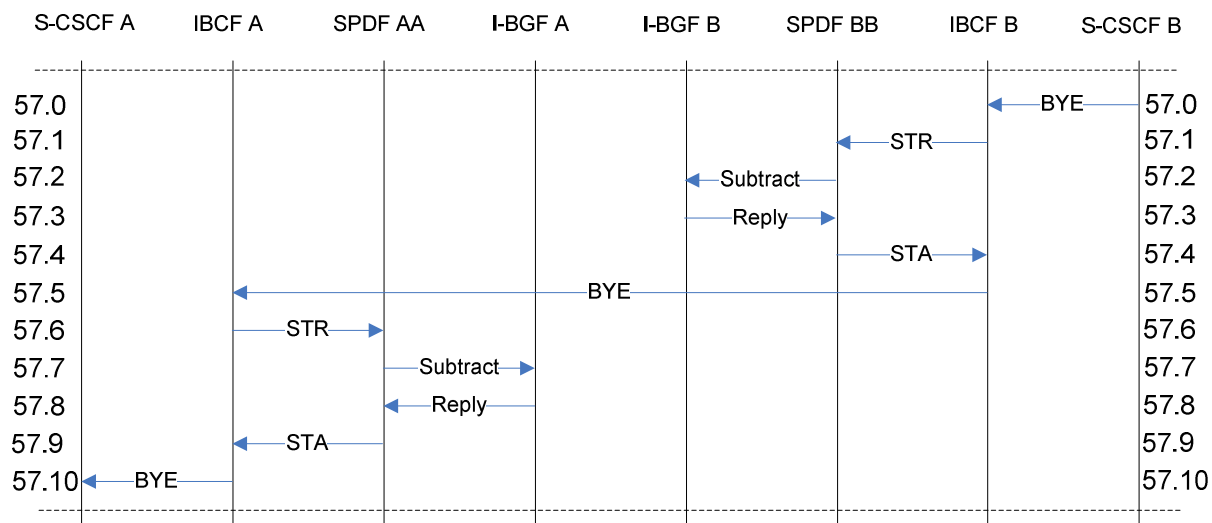 S-CSCF A IBCF A SPDF AA I-BGF A I-BGF B SPDF BB IBCF B S-CSCF B
57.0 BYE 57.0
57.1 STR 57.1
57.2 Subtract 57.2
57.3 Reply 57.3
57.4 STA 57.4
57.5 BYE 57.5
57.6 STR 57.6
57.7 Subtract 57.7
57.8 Reply 57.8
57.9 STA 57.9
57.10 BYE 57.10